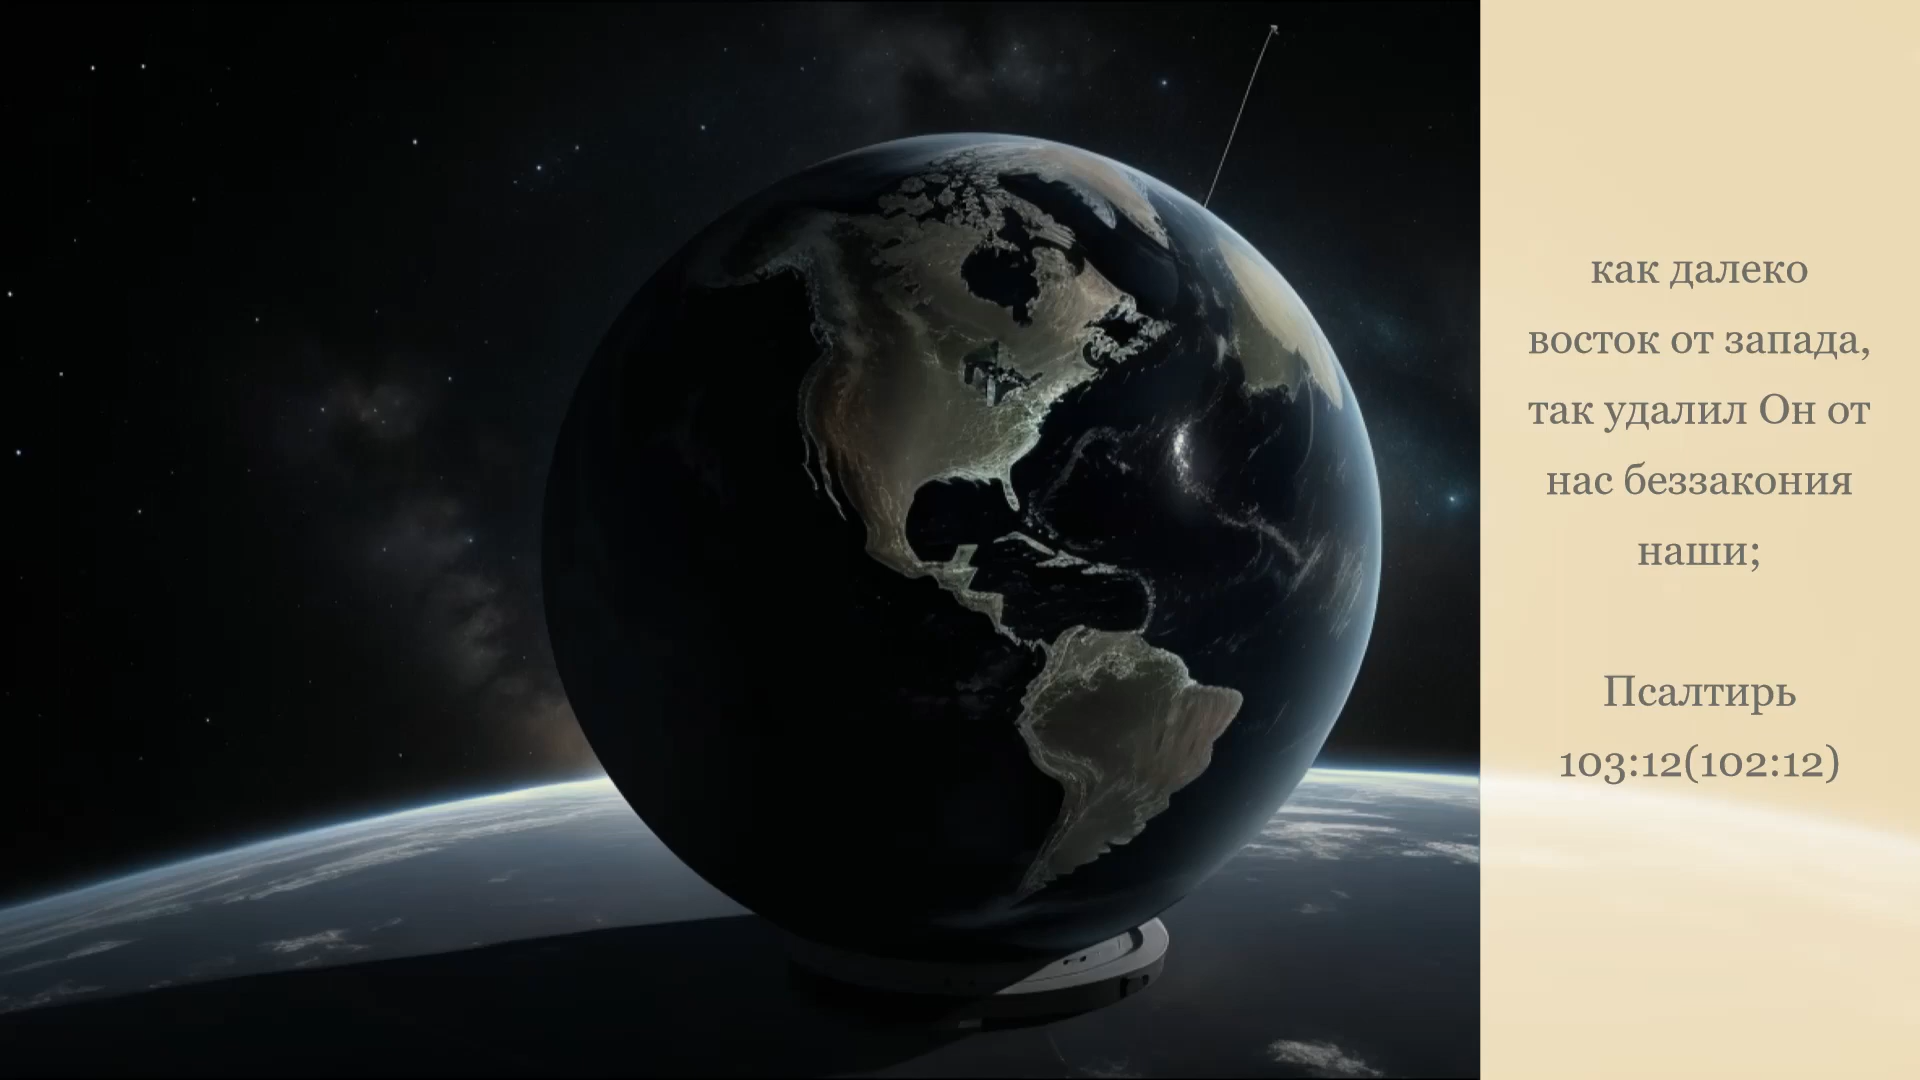 как далеко
восток от запада,
так удалил Он от
нас беззакония
наши;
Псалтирь
103:12(102:12)